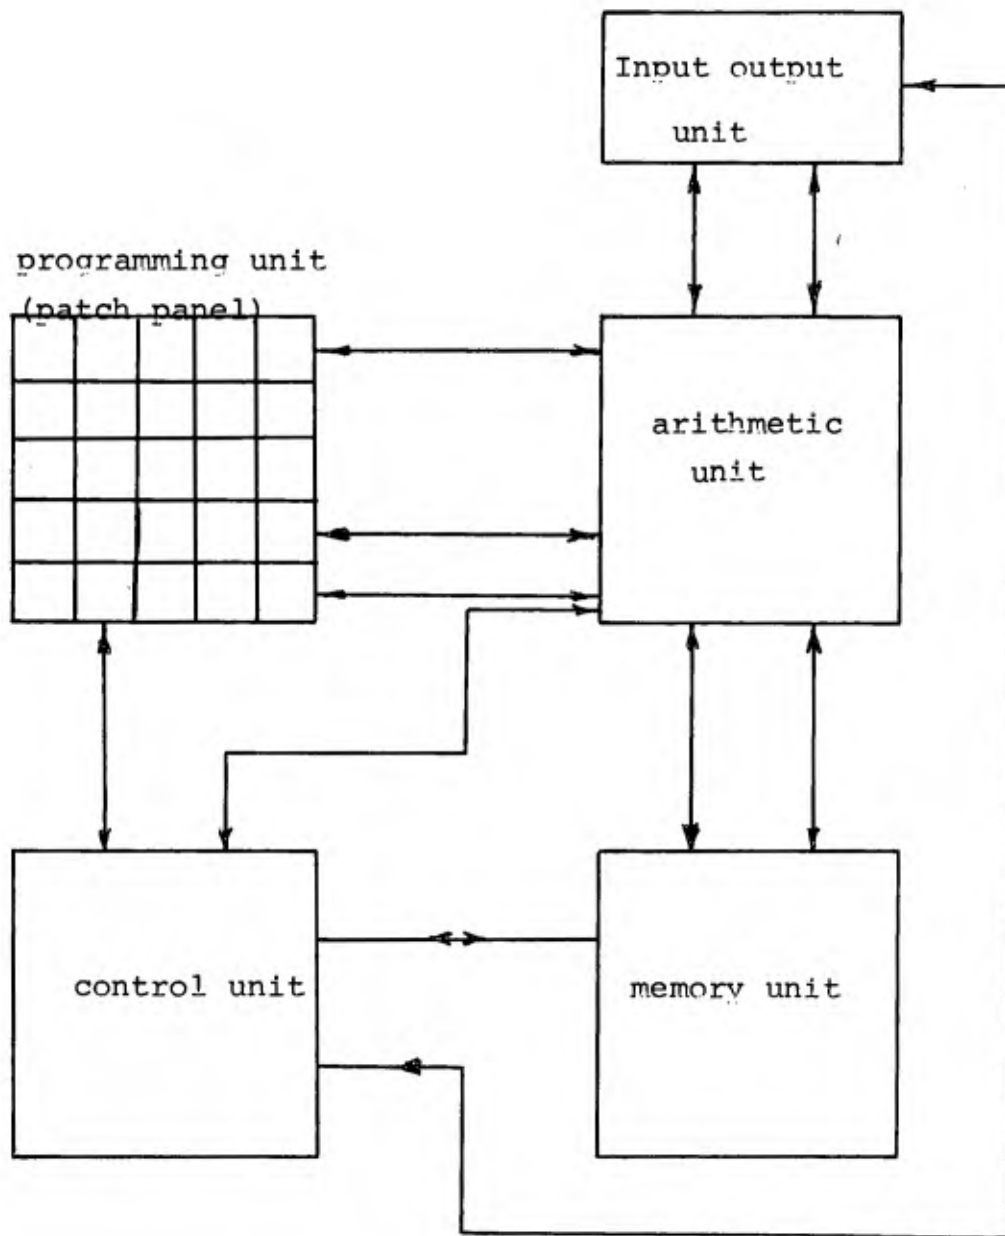 Input output
unit
programming unit
(patch panel)
arithmetic
unit
control unit
memory unit